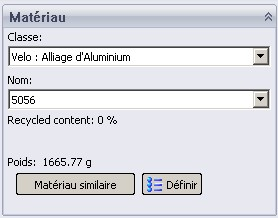 Matériau
Classe:
Velo : Alliage d'Aluminium
Nom:
5056
Recycled content: 0 %
Poids: 1665.77 g
Matériau similaire
Définir